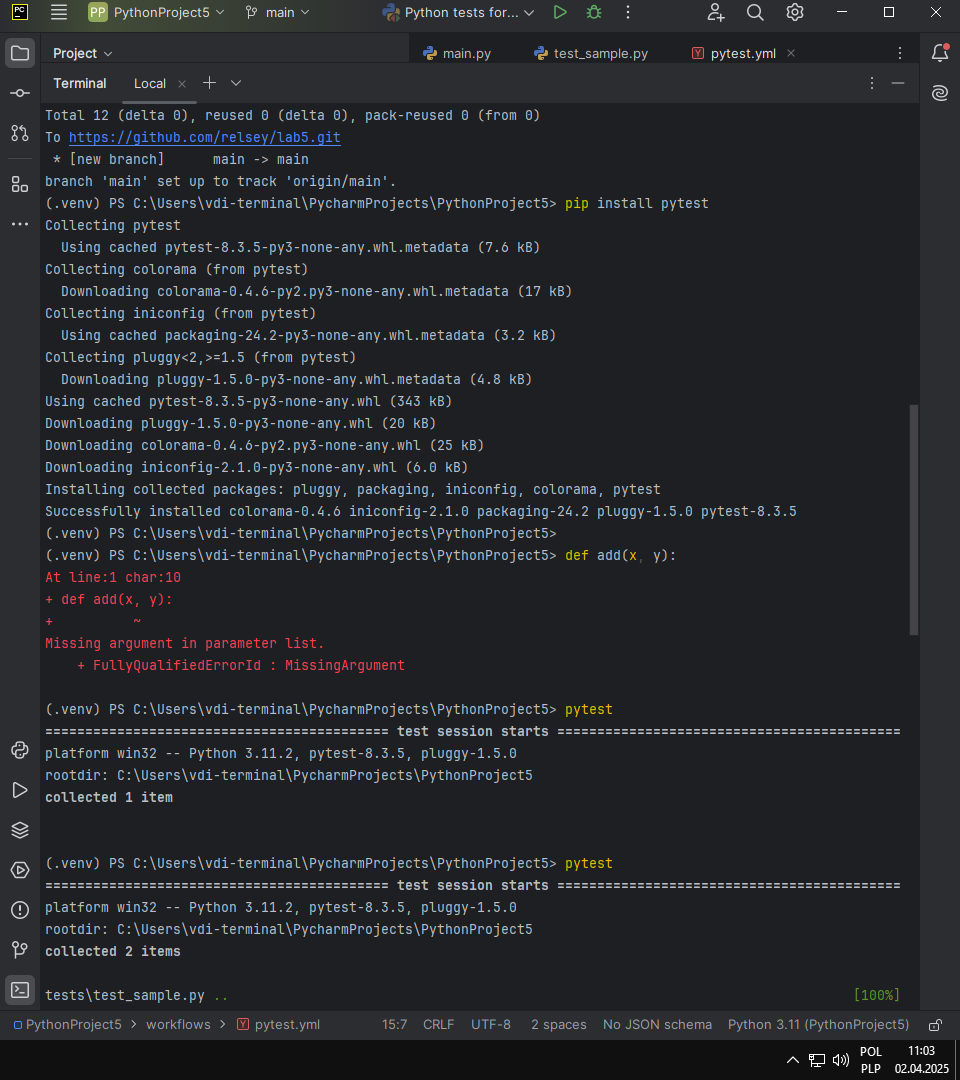 PC
PP PythonProject5
main
Python tests for...
Project
main.py
test_sample.py
Y pytest.yml
Terminal
Local
Total 12 (delta 0), reused 0 (delta 0), pack-reused 0 (from 0)
To https://github.com/relsey/lab5.git
 * [new branch]      main -> main
branch 'main' set up to track 'origin/main'.
(.venv) PS C:\Users\vdi-terminal\PycharmProjects\PythonProject5> pip install pytest
Collecting pytest
  Using cached pytest-8.3.5-py3-none-any.whl.metadata (7.6 kB)
Collecting colorama (from pytest)
  Downloading colorama-0.4.6-py2.py3-none-any.whl.metadata (17 kB)
Collecting iniconfig (from pytest)
  Using cached packaging-24.2-py3-none-any.whl.metadata (3.2 kB)
Collecting pluggy<2,>=1.5 (from pytest)
  Downloading pluggy-1.5.0-py3-none-any.whl.metadata (4.8 kB)
Using cached pytest-8.3.5-py3-none-any.whl (343 kB)
Downloading pluggy-1.5.0-py3-none-any.whl (20 kB)
Downloading colorama-0.4.6-py2.py3-none-any.whl (25 kB)
Downloading iniconfig-2.1.0-py3-none-any.whl (6.0 kB)
Installing collected packages: pluggy, packaging, iniconfig, colorama, pytest
Successfully installed colorama-0.4.6 iniconfig-2.1.0 packaging-24.2 pluggy-1.5.0 pytest-8.3.5
(.venv) PS C:\Users\vdi-terminal\PycharmProjects\PythonProject5>
(.venv) PS C:\Users\vdi-terminal\PycharmProjects\PythonProject5> def add(x, y):
At line:1 char:10
+ def add(x, y):
+          ~
Missing argument in parameter list.
    + FullyQualifiedErrorId : MissingArgument
(.venv) PS C:\Users\vdi-terminal\PycharmProjects\PythonProject5> pytest
=========================================== test session starts ===========================================
platform win32 -- Python 3.11.2, pytest-8.3.5, pluggy-1.5.0
rootdir: C:\Users\vdi-terminal\PycharmProjects\PythonProject5
collected 1 item
(.venv) PS C:\Users\vdi-terminal\PycharmProjects\PythonProject5> pytest
=========================================== test session starts ===========================================
platform win32 -- Python 3.11.2, pytest-8.3.5, pluggy-1.5.0
rootdir: C:\Users\vdi-terminal\PycharmProjects\PythonProject5
collected 2 items
tests\test_sample.py .. [100%]
PythonProject5 > workflows > Y pytest.yml
15:7 CRLF UTF-8 2 spaces No JSON schema Python 3.11 (PythonProject5)
POL 11:03
PLP 02.04.2025